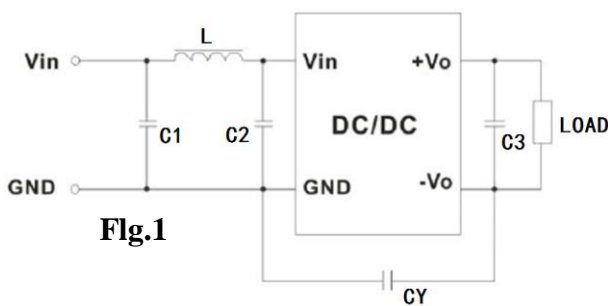 L
Vin
Vin
+Vo
C1
C2
DC/DC
C3
LOAD
GND
GND
-Vo
Flg.1
CY